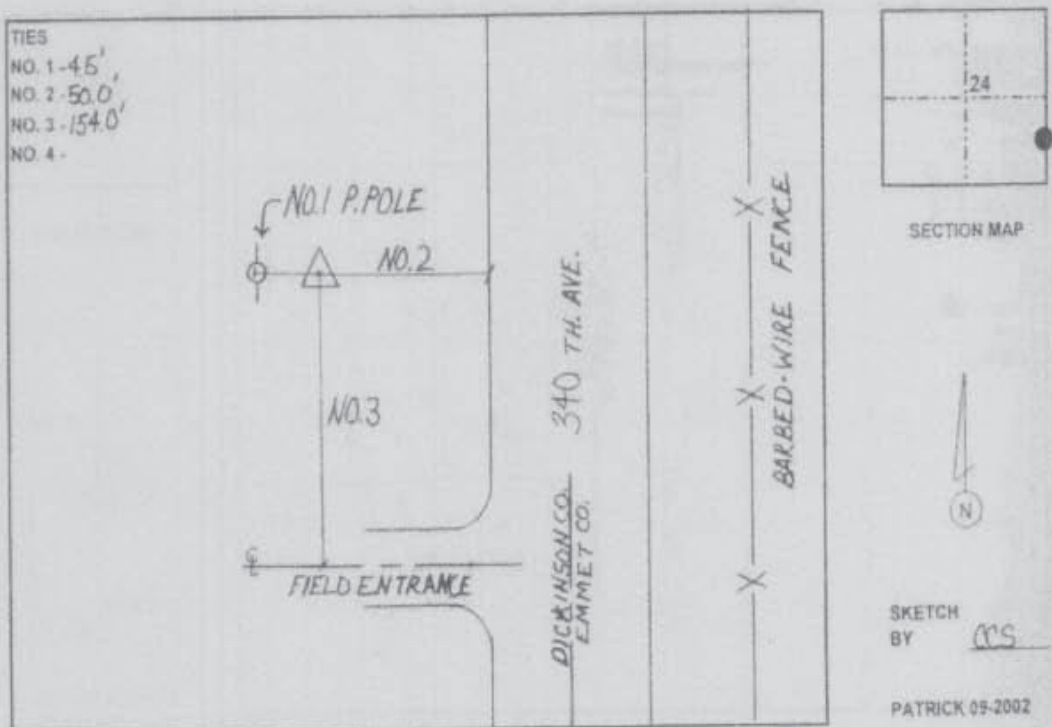 TIES
NO. 1 - 4.5'
NO. 2 - 50.0'
NO. 3 - 154.0'
NO. 4 -
NO.1 P.POLE
NO.2
NO.3
℄
FIELD ENTRANCE
DICKINSON CO.
EMMET CO.
340 TH. AVE.
BARBED-WIRE FENCE
24
SECTION MAP
N
SKETCH
BY CCS
PATRICK 09-2002